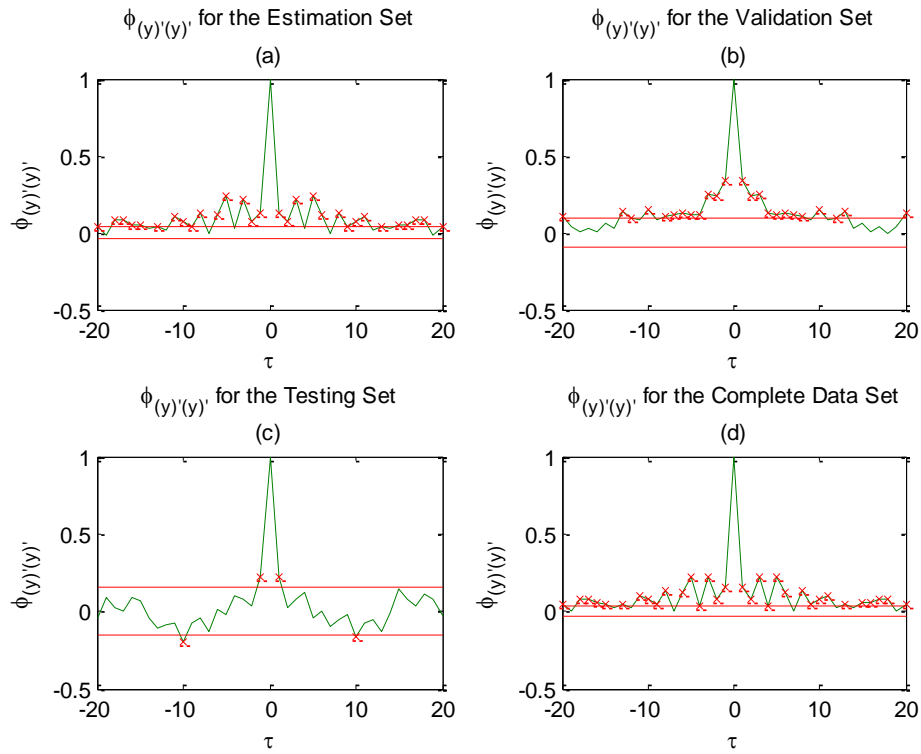 ϕ(y)'(y)' for the Estimation Set
(a)
1
0.5
0
-0.5
-20 -10 0 10 20
τ
ϕ(y)'(y)'
ϕ(y)'(y)' for the Validation Set
(b)
1
0.5
0
-0.5
-20 -10 0 10 20
τ
ϕ(y)'(y)'
ϕ(y)'(y)' for the Testing Set
(c)
1
0.5
0
-0.5
-20 -10 0 10 20
τ
ϕ(y)'(y)'
ϕ(y)'(y)' for the Complete Data Set
(d)
1
0.5
0
-0.5
-20 -10 0 10 20
τ
ϕ(y)'(y)'